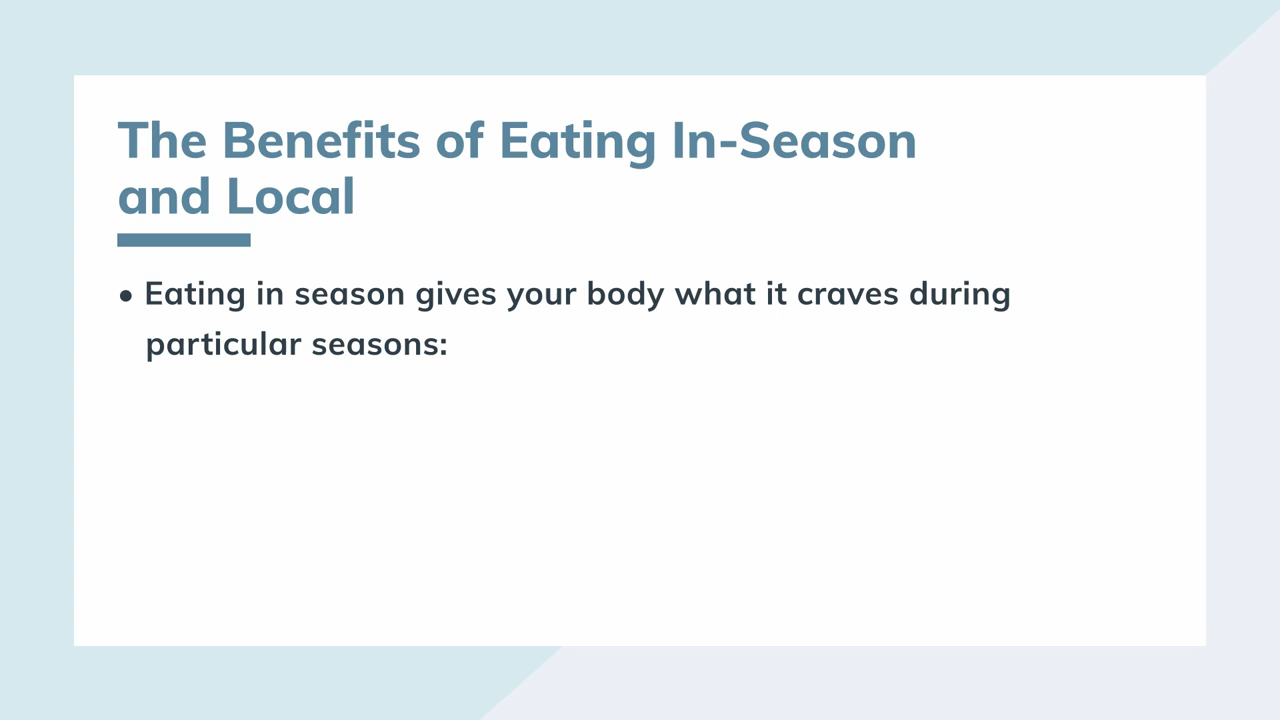 The Benefits of Eating In-Season
and Local
• Eating in season gives your body what it craves during
particular seasons: